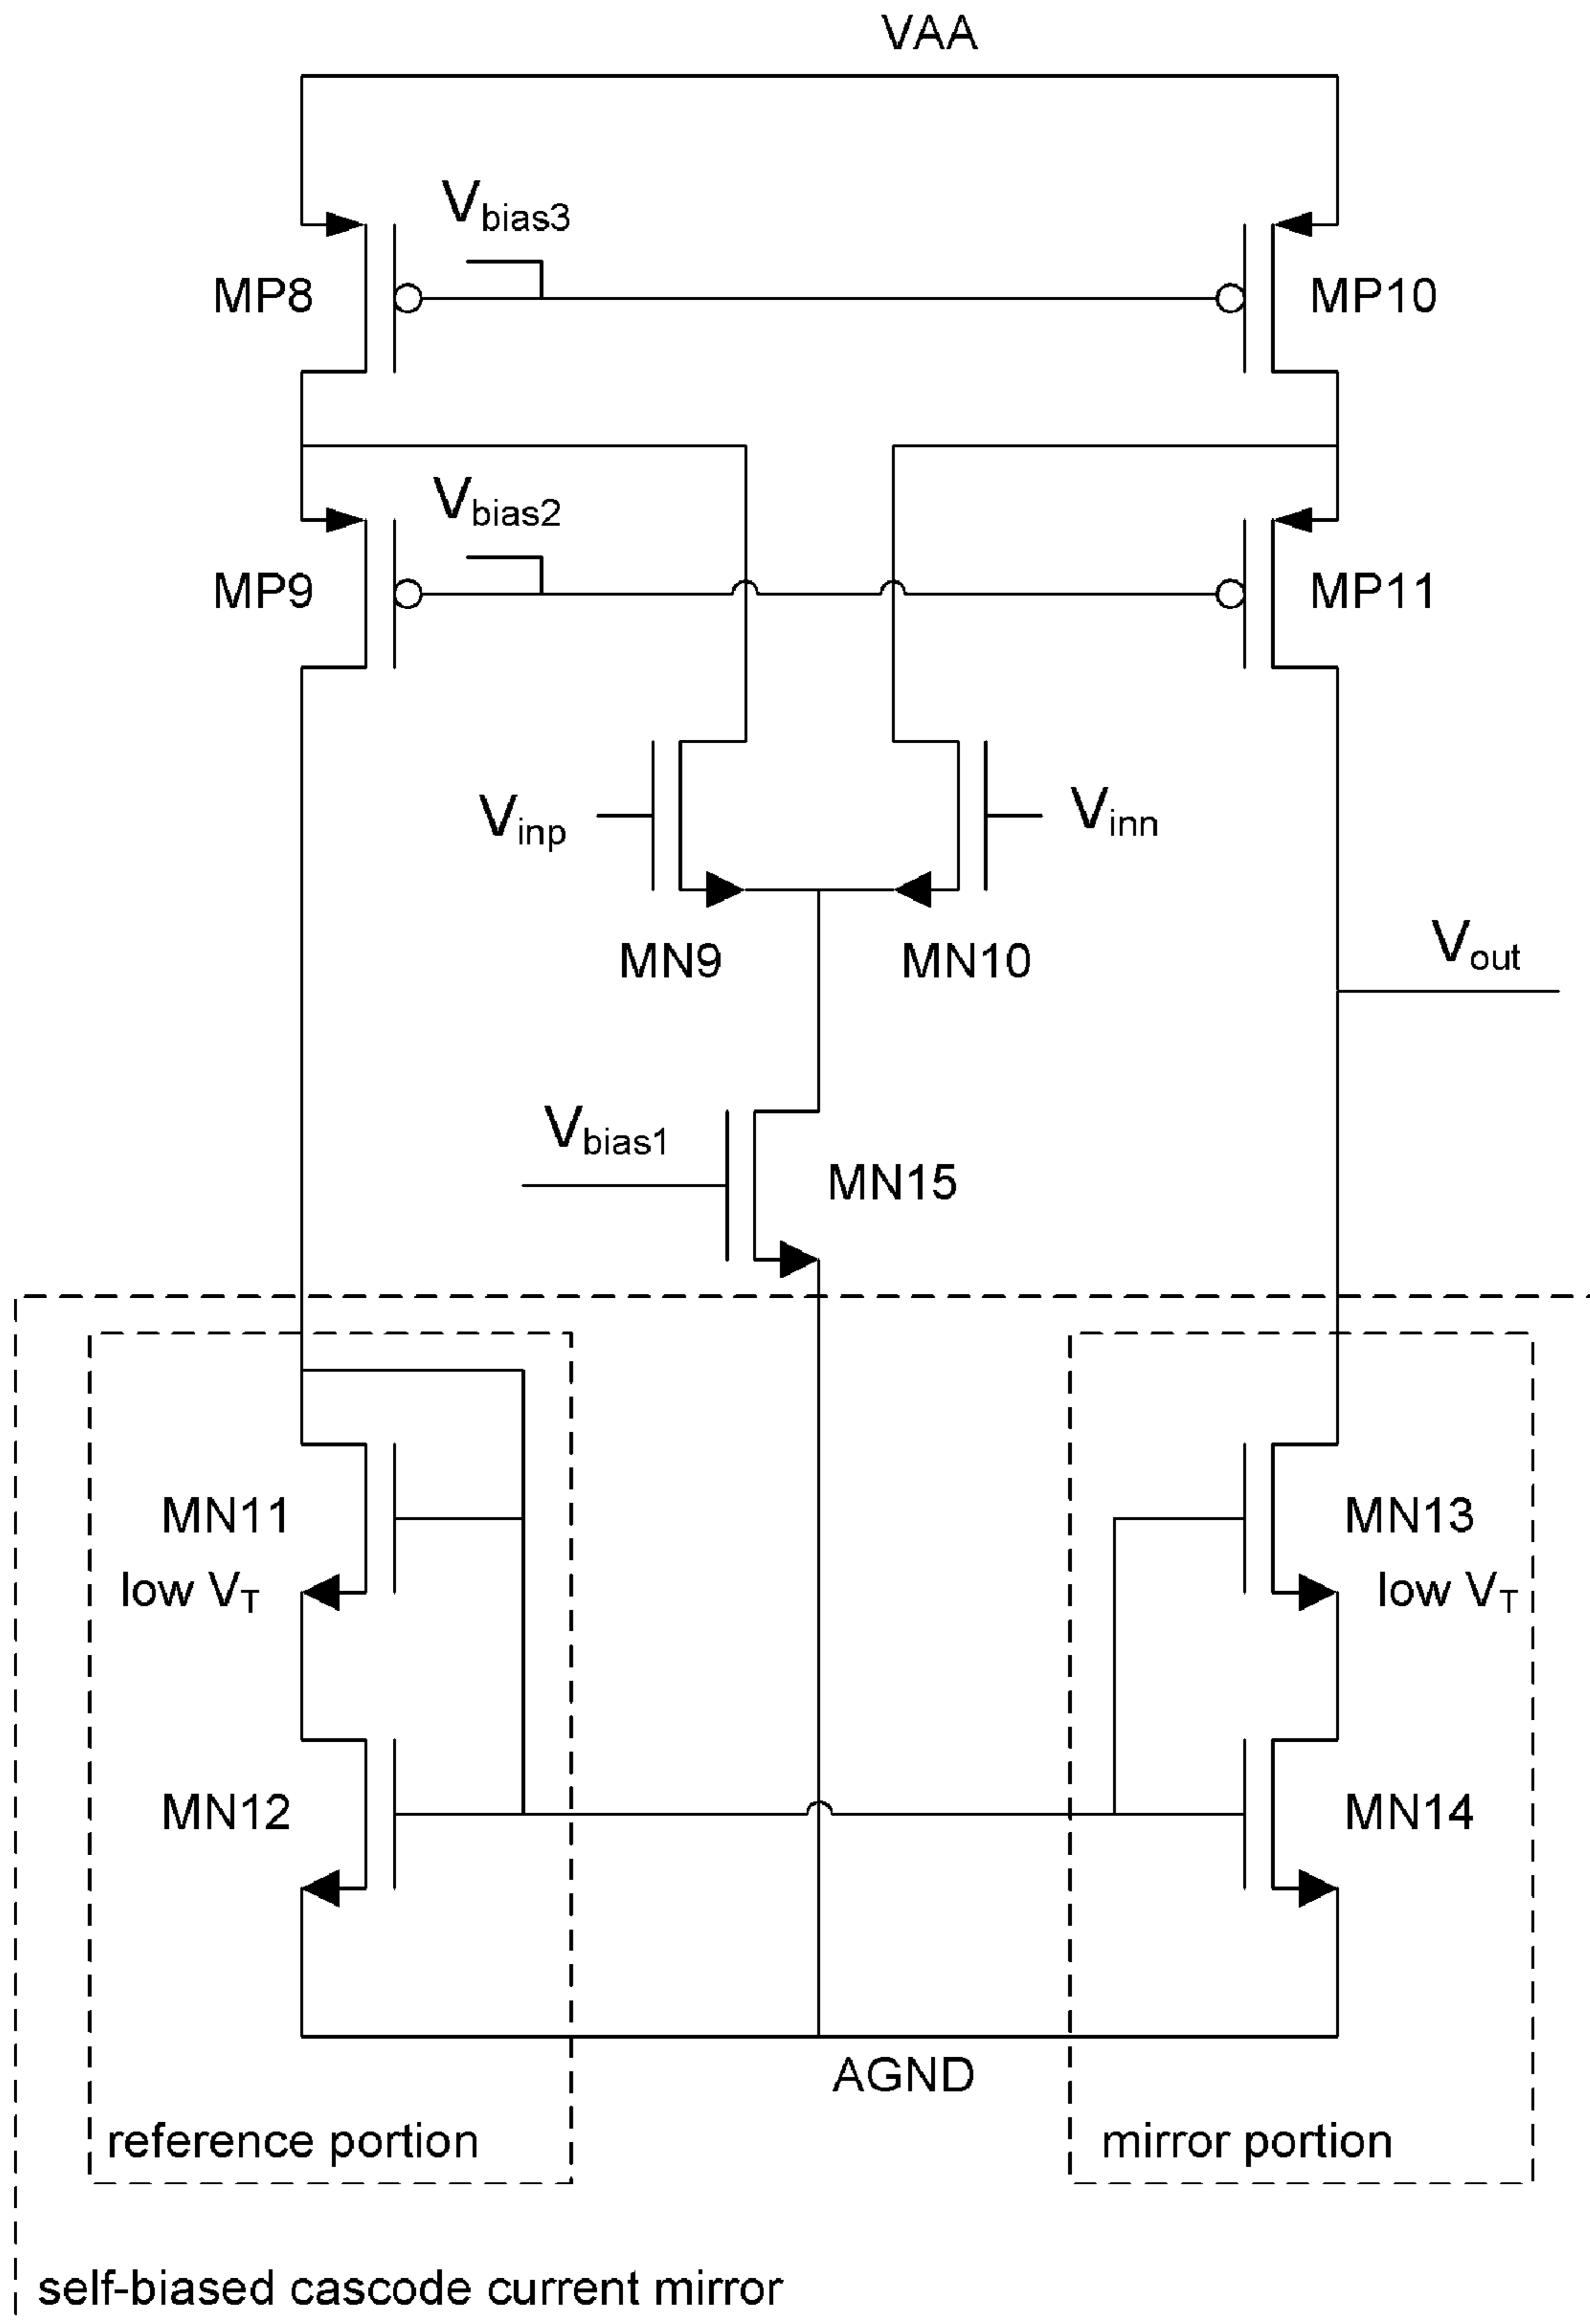 VAA
Vbias3
MP8
MP10
Vbias2
MP9
MP11
Vinp
Vinn
MN9
MN10
Vout
Vbias1
MN15
MN11
MN13
low VT
low VT
MN12
MN14
AGND
reference portion
mirror portion
self-biased cascode current mirror